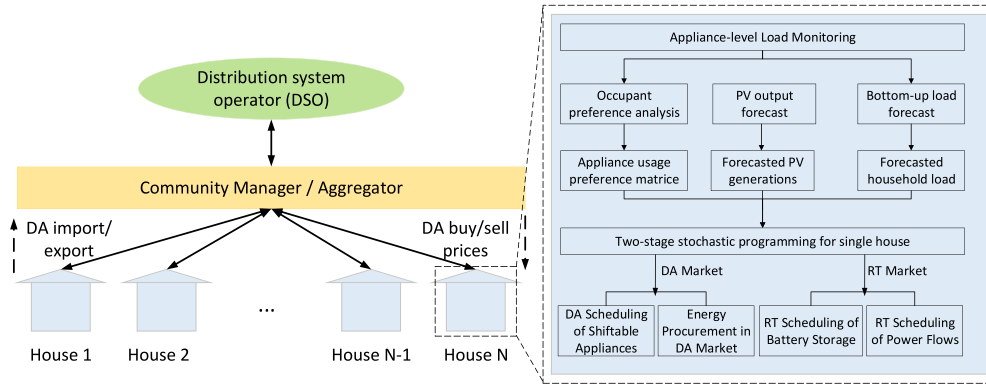 Distribution system
operator (DSO)
Community Manager / Aggregator
DA import/
export
DA buy/sell
prices
...
House 1
House 2
House N-1
House N
Appliance-level Load Monitoring
Occupant
preference analysis
PV output
forecast
Bottom-up load
forecast
Appliance usage
preference matrice
Forecasted PV
generations
Forecasted
household load
Two-stage stochastic programming for single house
DA Market
RT Market
DA Scheduling
of Shiftable
Appliances
Energy
Procurement in
DA Market
RT Scheduling of
Battery Storage
RT Scheduling
of Power Flows